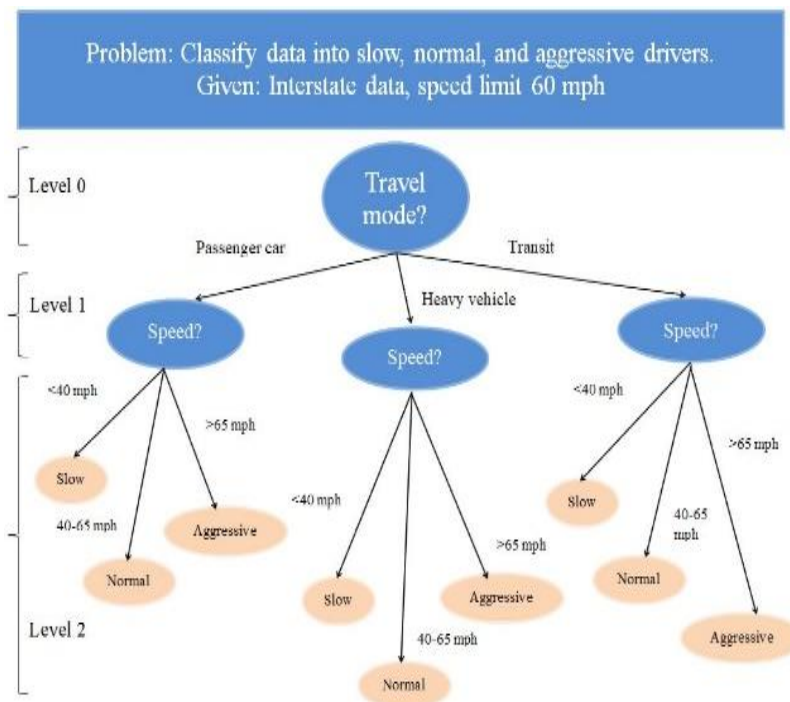 Problem: Classify data into slow, normal, and aggressive drivers.
Given: Interstate data, speed limit 60 mph
Level 0
Travel
mode?
Passenger car
Transit
Heavy vehicle
Level 1
Speed?
Speed?
Speed?
<40 mph
>65 mph
40-65 mph
Slow
Aggressive
Normal
<40 mph
>65 mph
40-65 mph
Slow
Aggressive
Normal
<40 mph
>65 mph
40-65
mph
Slow
Normal
Aggressive
Level 2